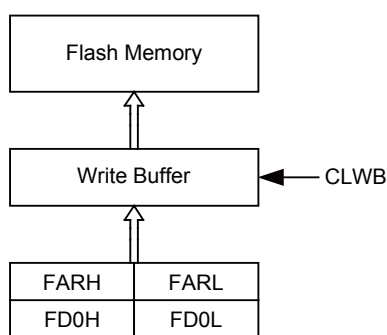 Flash Memory
Write Buffer
CLWB
FARH FARL
FD0H FD0L